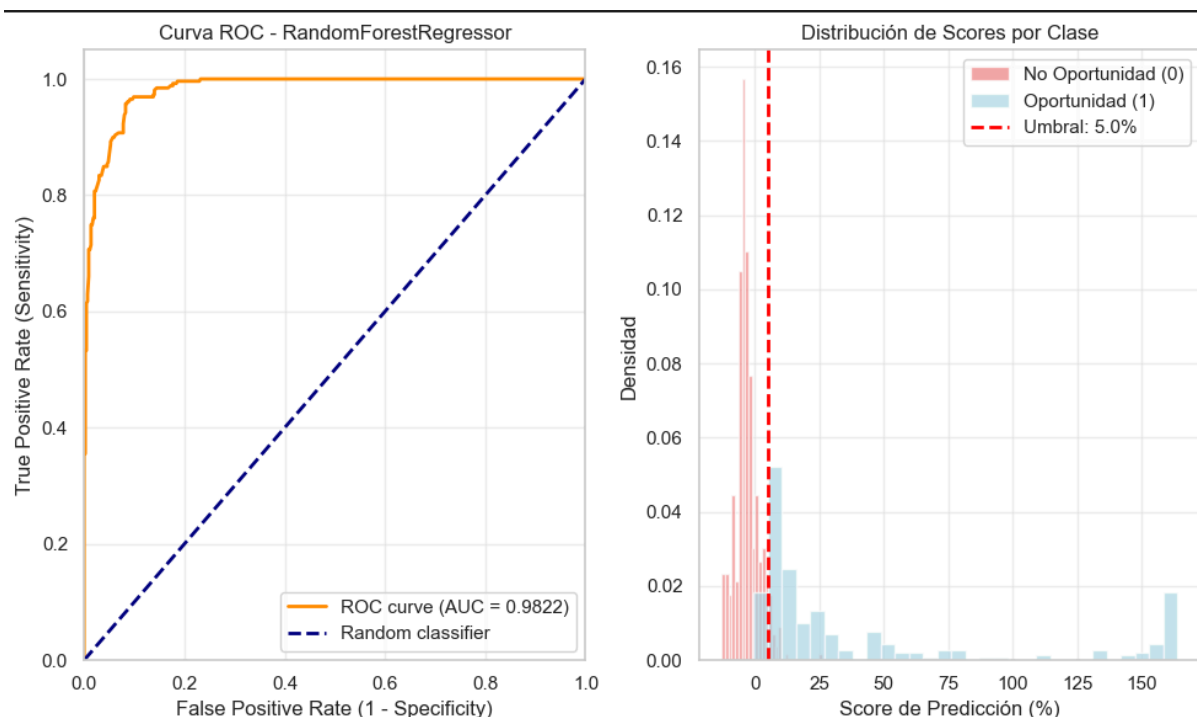 Curva ROC - RandomForestRegressor
True Positive Rate (Sensitivity)
1.0
0.8
0.6
0.4
0.2
0.0
ROC curve (AUC = 0.9822)
Random classifier
0.0
0.2
0.4
0.6
0.8
1.0
False Positive Rate (1 - Specificity)
Distribución de Scores por Clase
Densidad
0.16
0.14
0.12
0.10
0.08
0.06
0.04
0.02
0.00
No Oportunidad (0)
Oportunidad (1)
Umbral: 5.0%
0
25
50
75
100
125
150
Score de Predicción (%)